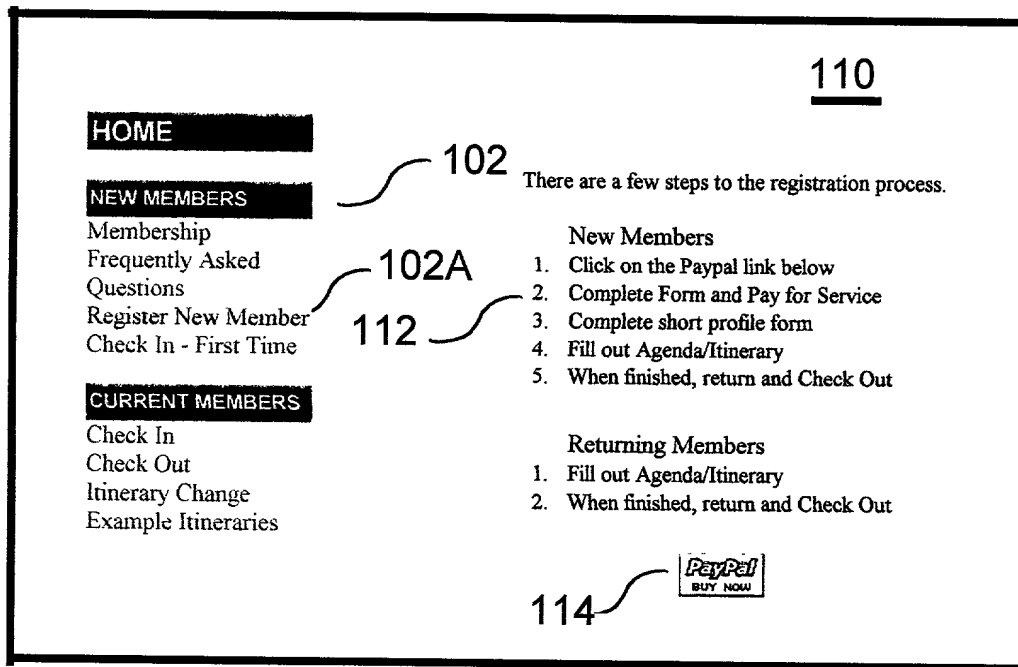 110
HOME
NEW MEMBERS
102
Membership
Frequently Asked
Questions
Register New Member
102A
Check In - First Time
CURRENT MEMBERS
Check In
Check Out
Itinerary Change
Example Itineraries
There are a few steps to the registration process.
New Members
1. Click on the Paypal link below
2. Complete Form and Pay for Service
112
3. Complete short profile form
4. Fill out Agenda/Itinerary
5. When finished, return and Check Out
Returning Members
1. Fill out Agenda/Itinerary
2. When finished, return and Check Out
PayPal
BUY NOW
114